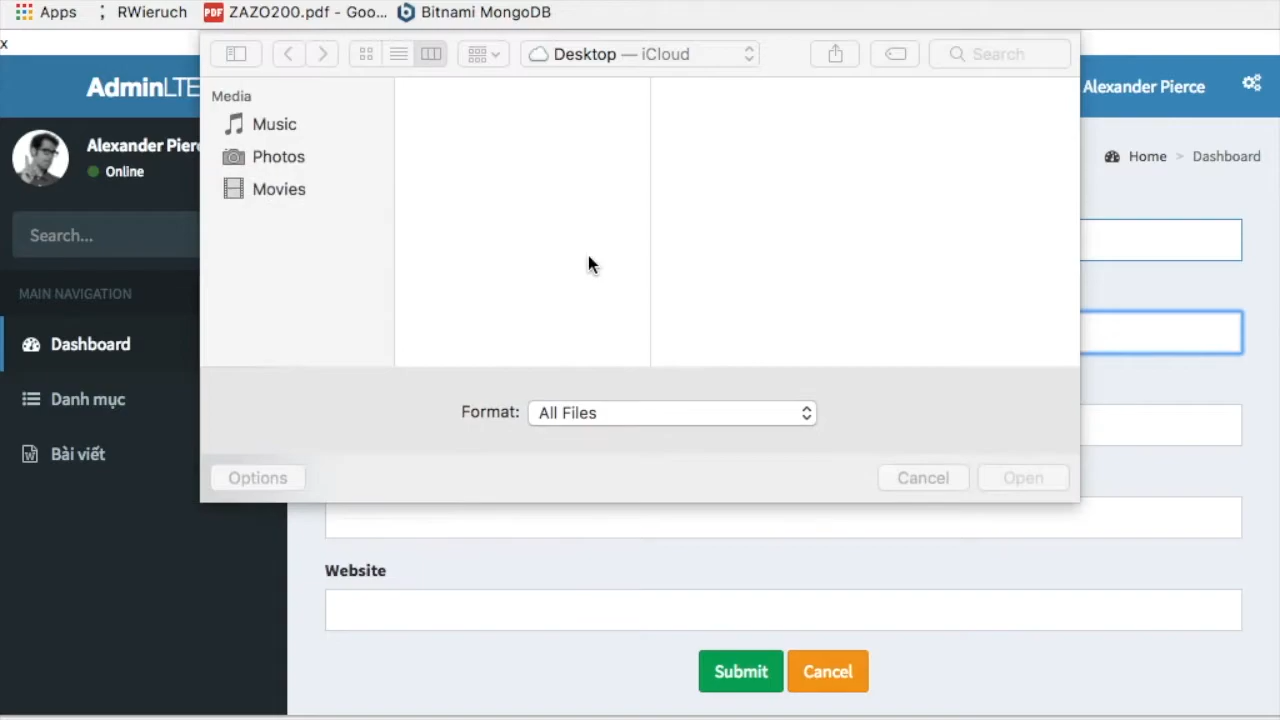 Apps
RWieruch
PDF ZAZO200.pdf - Goo...
Bitnami MongoDB
x
Desktop — iCloud
Search
AdminLTE
Alexander Pierce
Media
Music
Photos
Movies
Alexander Pierc
Online
Home > Dashboard
Search...
MAIN NAVIGATION
Dashboard
Danh mục
Bài viết
Format: All Files
Options
Cancel
Open
Website
Submit
Cancel